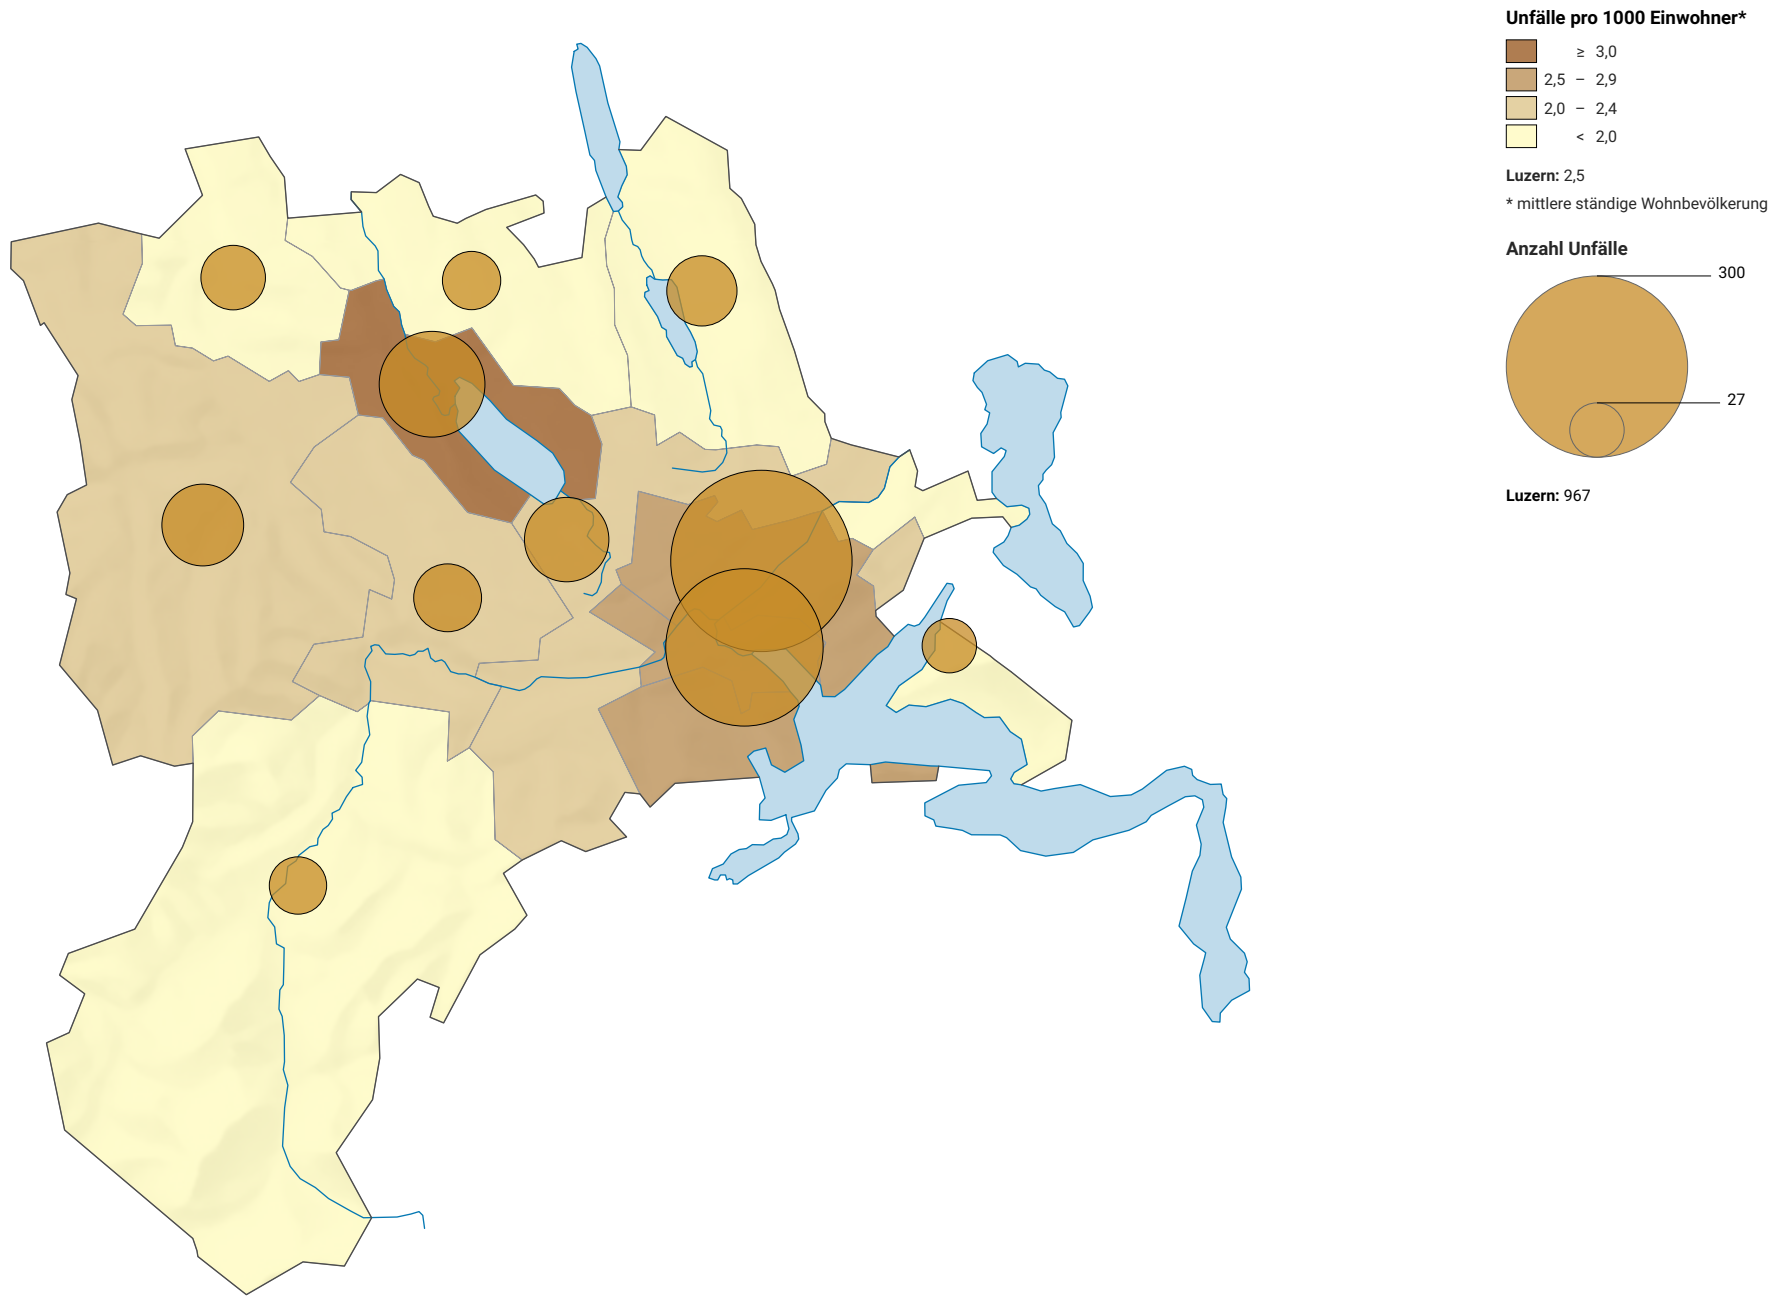 Unfälle pro 1000 Einwohner*
≥ 3,0
2,5 – 2,9
2,0 – 2,4
< 2,0
Luzern: 2,5
* mittlere ständige Wohnbevölkerung
Anzahl Unfälle
300
27
Luzern: 967